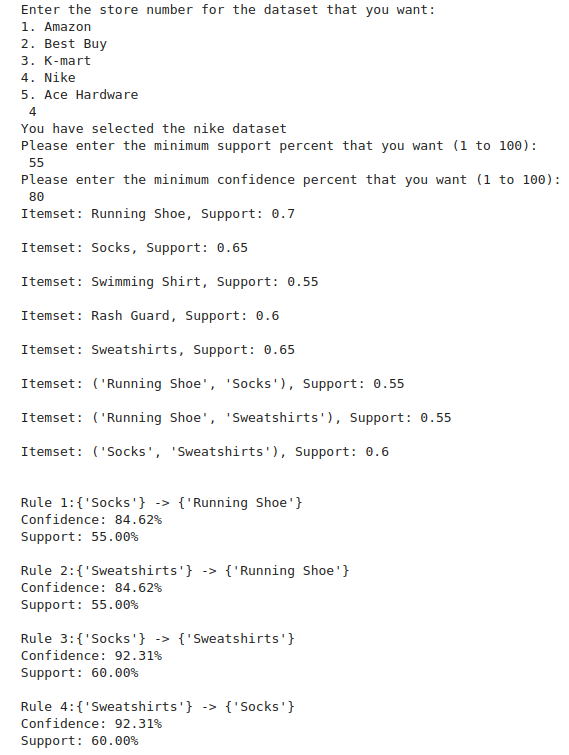 Enter the store number for the dataset that you want:
1. Amazon
2. Best Buy
3. K-mart
4. Nike
5. Ace Hardware
4
You have selected the nike dataset
Please enter the minimum support percent that you want (1 to 100):
55
Please enter the minimum confidence percent that you want (1 to 100):
80
Itemset: Running Shoe, Support: 0.7
Itemset: Socks, Support: 0.65
Itemset: Swimming Shirt, Support: 0.55
Itemset: Rash Guard, Support: 0.6
Itemset: Sweatshirts, Support: 0.65
Itemset: ('Running Shoe', 'Socks'), Support: 0.55
Itemset: ('Running Shoe', 'Sweatshirts'), Support: 0.55
Itemset: ('Socks', 'Sweatshirts'), Support: 0.6
Rule 1:{'Socks'} -> {'Running Shoe'}
Confidence: 84.62%
Support: 55.00%
Rule 2:{'Sweatshirts'} -> {'Running Shoe'}
Confidence: 84.62%
Support: 55.00%
Rule 3:{'Socks'} -> {'Sweatshirts'}
Confidence: 92.31%
Support: 60.00%
Rule 4:{'Sweatshirts'} -> {'Socks'}
Confidence: 92.31%
Support: 60.00%